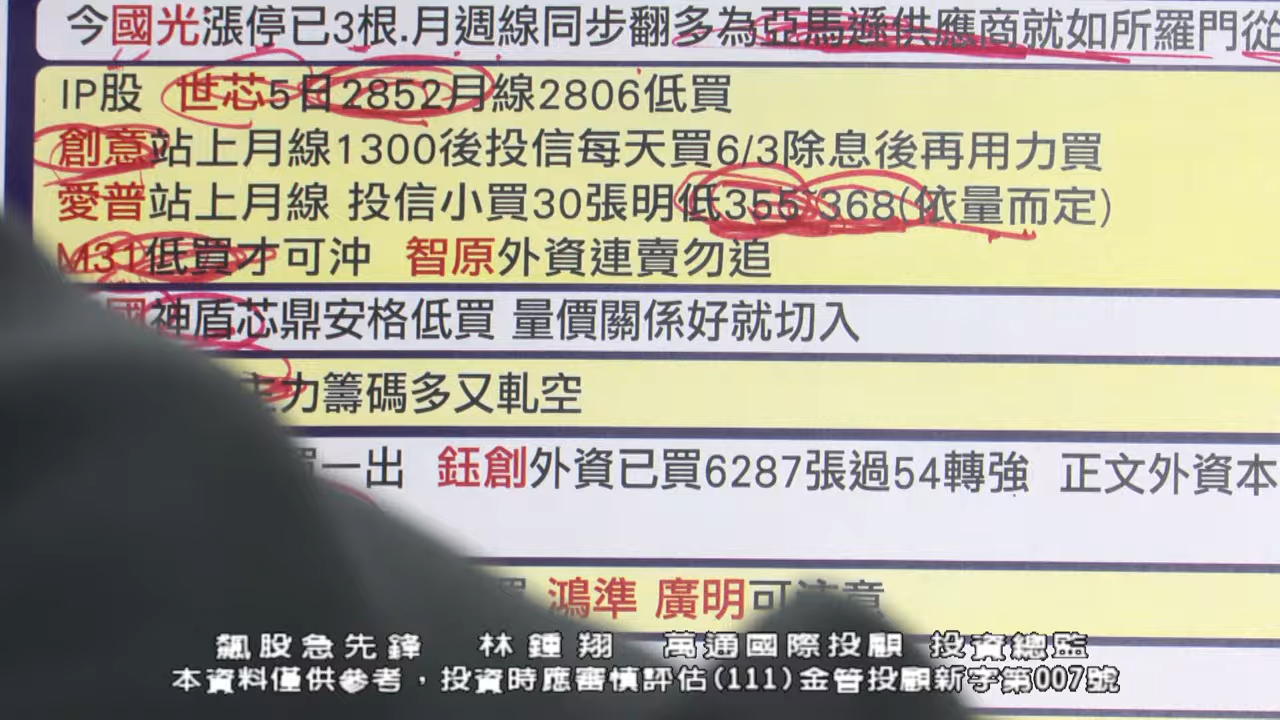 今國光漲停已3根.月週線同步翻多為亞馬遜供應商就如所羅門從
IP股 世芯5日2852月線2806低買
創意站上月線1300後投信每天買6/3除息後再用力買
愛普站上月線 投信小買30張明低355 368(依量而定)
M31低買才可沖 智原外資連賣勿追
國神盾芯鼎安格低買 量價關係好就切入
主力籌碼多又軋空
買一出 鈺創外資已買6287張過54轉強 正文外資本
買 鴻準 廣明可注意
飆股急先鋒 林鍾翔 萬通國際投顧 投資總監
本資料僅供參考，投資時應審慎評估(111)金管投顧新字第007號